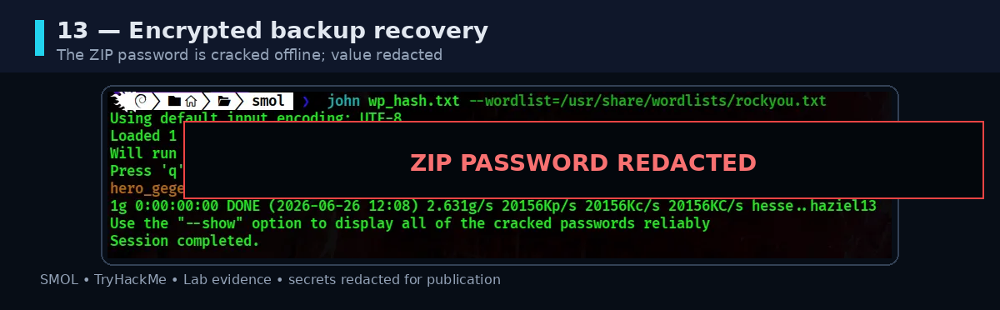 13 — Encrypted backup recovery
The ZIP password is cracked offline; value redacted
smol ❯ john wp_hash.txt --wordlist=/usr/share/wordlists/rockyou.txt
Using default input encoding: UTF-8
Loaded 1
Will run
Press 'q'
ZIP PASSWORD REDACTED
hero_gege
1g 0:00:00:00 DONE (2026-06-26 12:08) 2.631g/s 20156Kp/s 20156Kc/s 20156KC/s hesse..haziel13
Use the "--show" option to display all of the cracked passwords reliably
Session completed.
SMOL • TryHackMe • Lab evidence • secrets redacted for publication